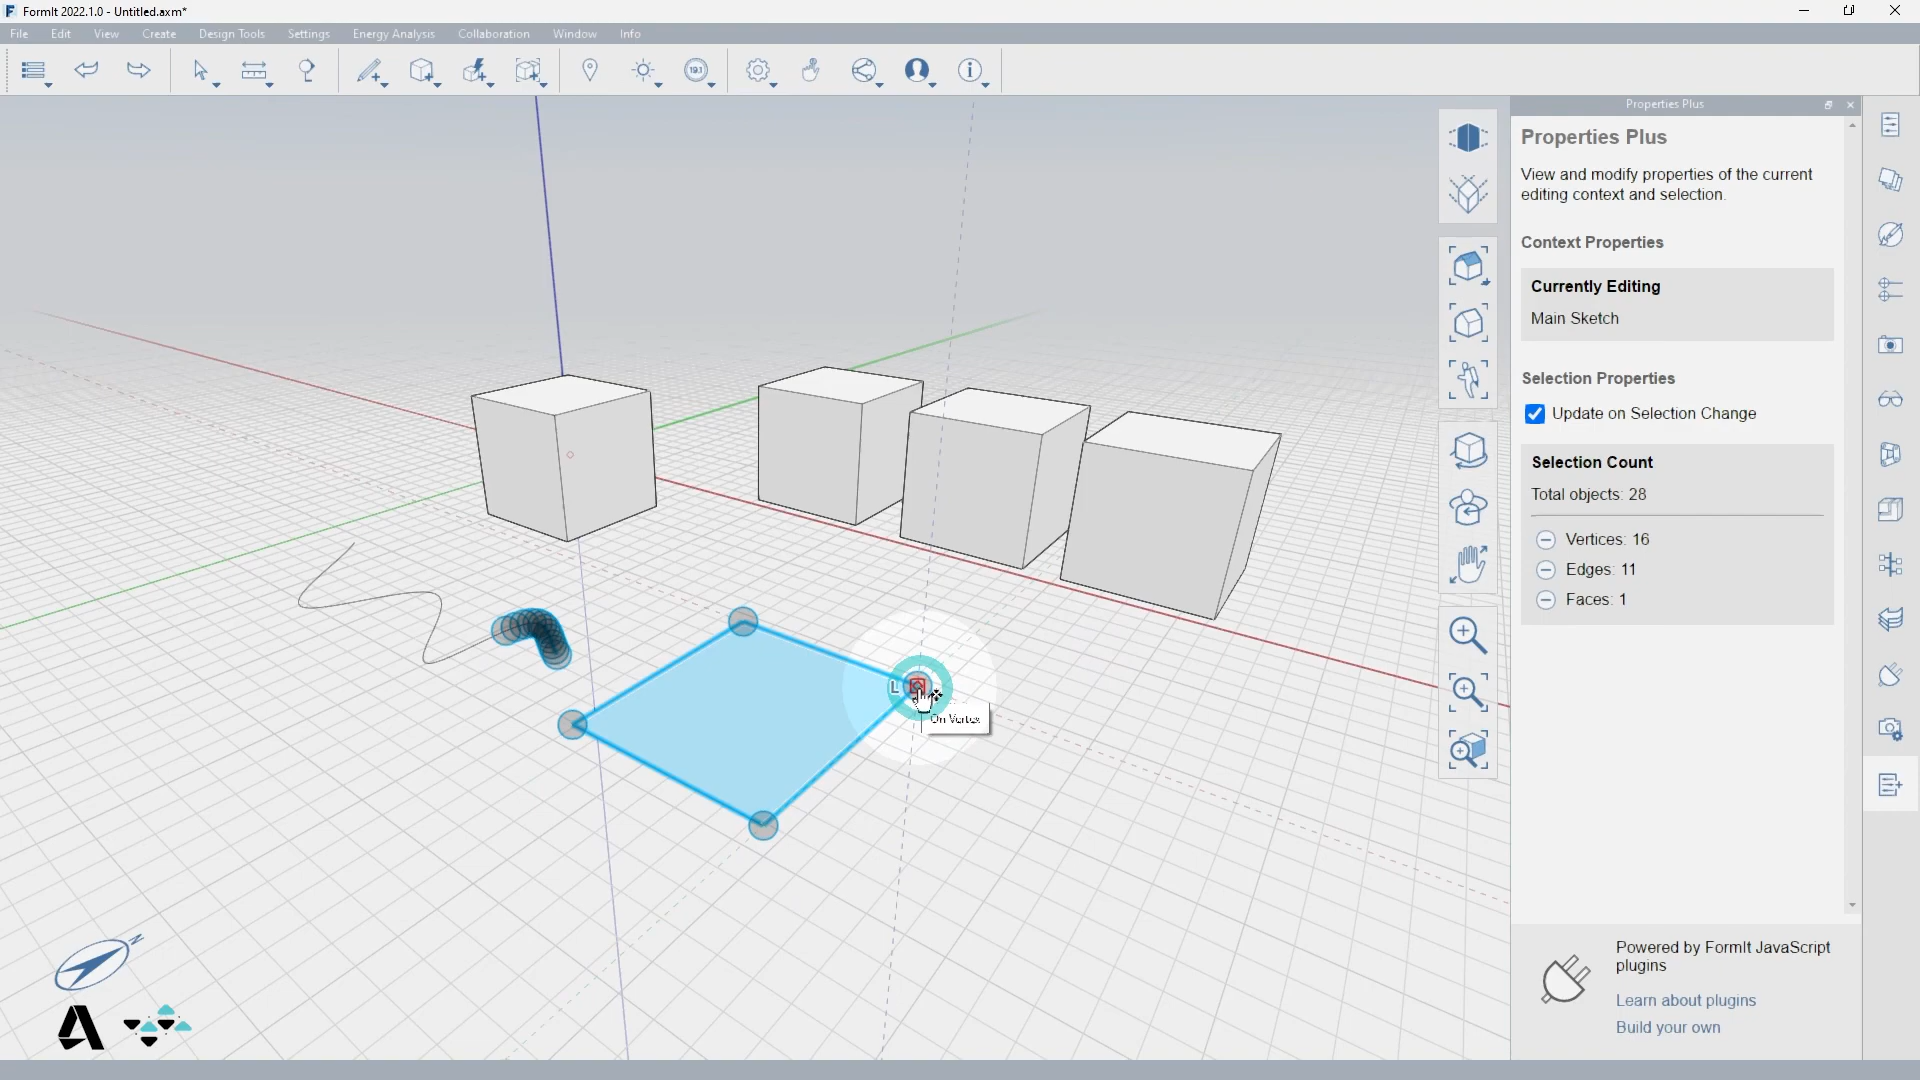 FormIt 2022.1.0 - Untitled.axm*
File Edit View Create Design Tools Settings Energy Analysis Collaboration Window Info
19.1
Properties Plus
Properties Plus
View and modify properties of the current
editing context and selection.
Context Properties
Currently Editing
Main Sketch
Selection Properties
Update on Selection Change
Selection Count
Total objects: 28
Vertices: 16
Edges: 11
Faces: 1
L
On Vertex
N
Powered by FormIt JavaScript
plugins
Learn about plugins
Build your own